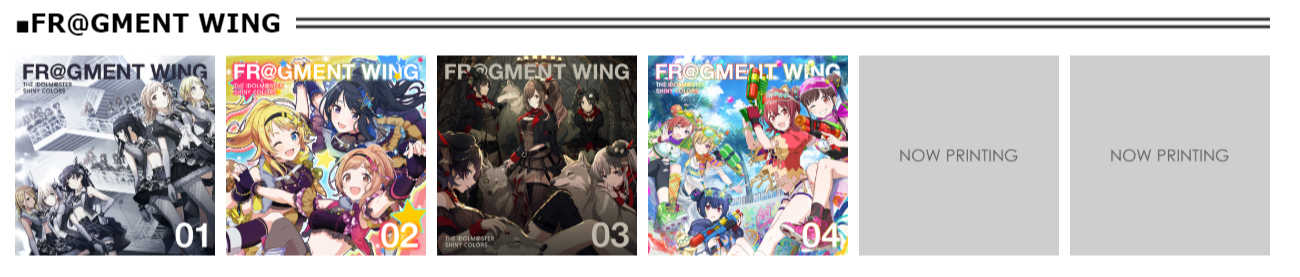 ■FR@GMENT WING
FR@GMENT WING
THE IDOLM@STER
SHINY COLORS
01
FR@GMENT WING
THE IDOLM@STER
SHINY COLORS
02
FR@GMENT WING
THE IDOLM@STER
SHINY COLORS
03
FR@GMENT WING
THE IDOLM@STER
SHINY COLORS
04
NOW PRINTING
NOW PRINTING